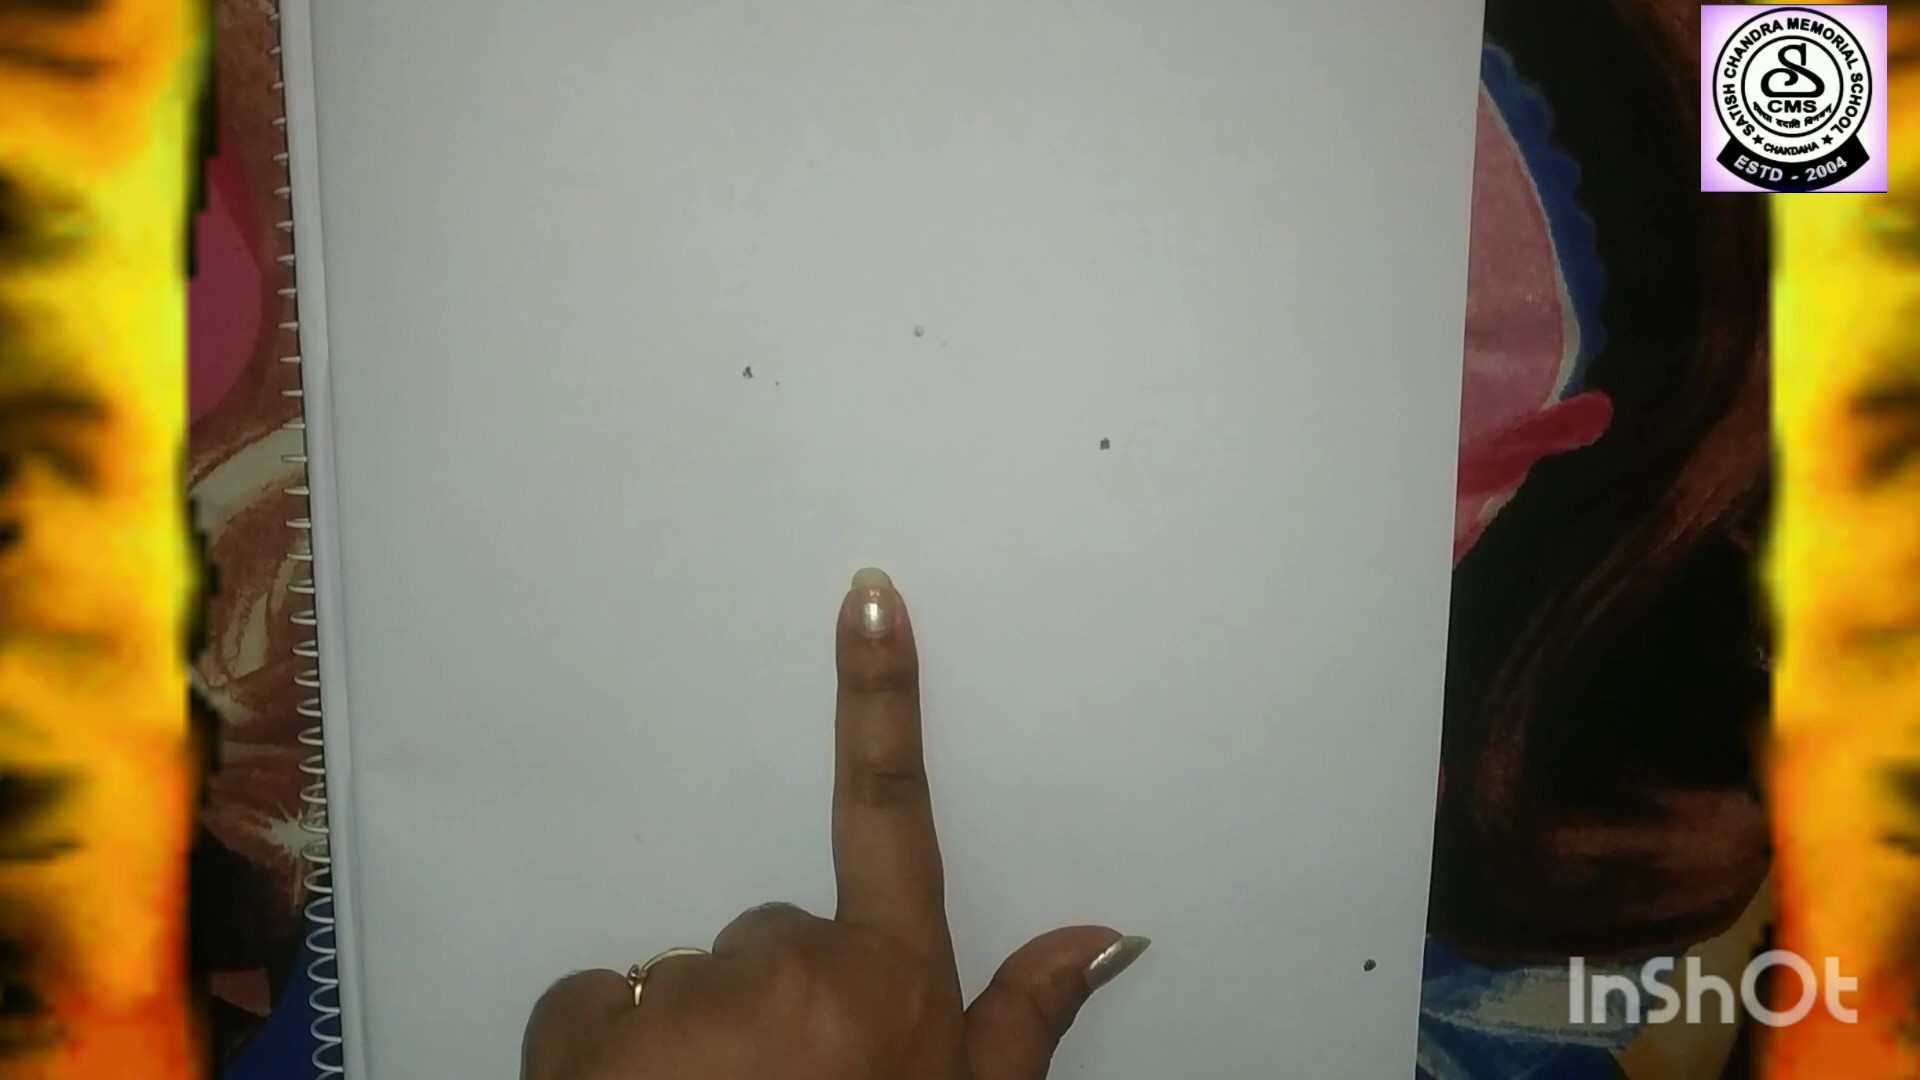 SATISH CHANDRA MEMORIAL SCHOOL
S
CMS
CHAKDAHA
ESTD - 2004
InShOt